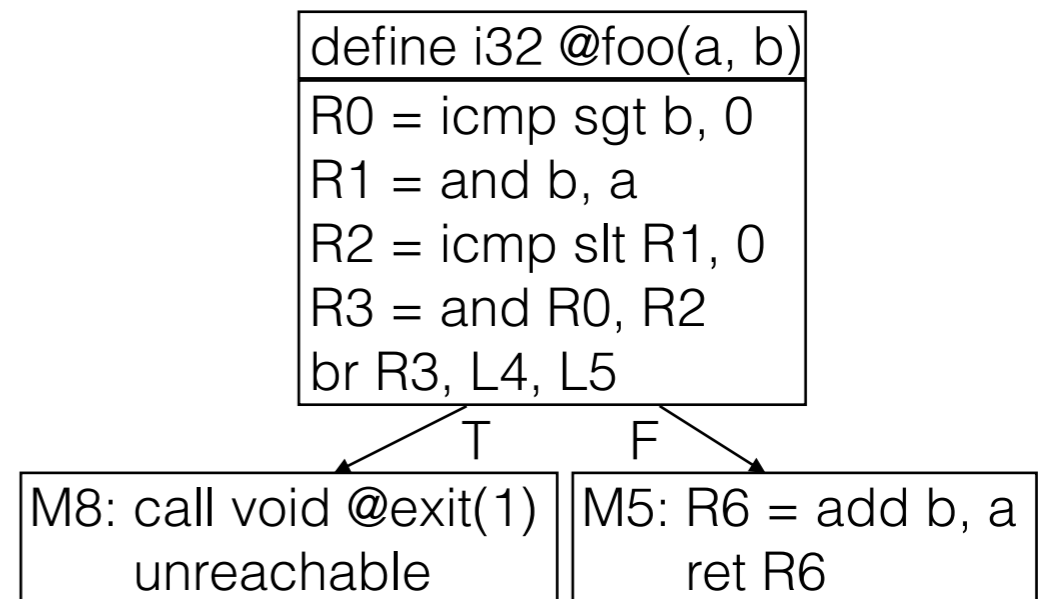 define i32 @foo(a, b)
R0 = icmp sgt b, 0
R1 = and b, a
R2 = icmp slt R1, 0
R3 = and R0, R2
br R3, L4, L5
T F
M8: call void @exit(1)
unreachable
M5: R6 = add b, a
ret R6